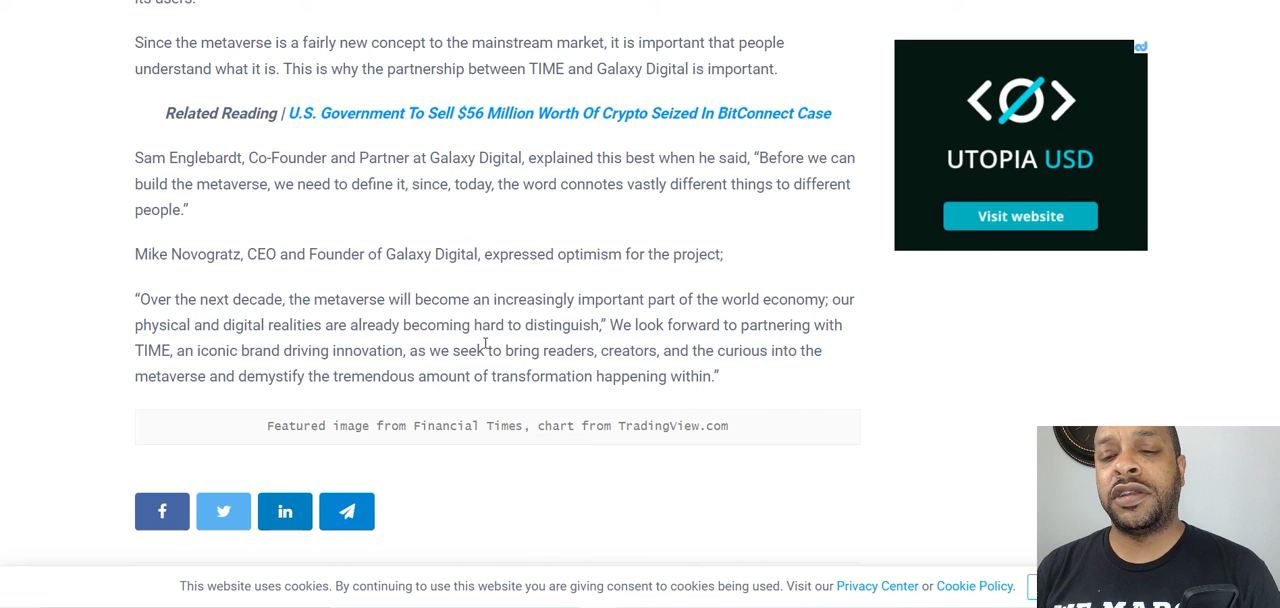 its users.
Since the metaverse is a fairly new concept to the mainstream market, it is important that people
understand what it is. This is why the partnership between TIME and Galaxy Digital is important.
Related Reading | U.S. Government To Sell $56 Million Worth Of Crypto Seized In BitConnect Case
Sam Englebardt, Co-Founder and Partner at Galaxy Digital, explained this best when he said, “Before we can
build the metaverse, we need to define it, since, today, the word connotes vastly different things to different
people.”
Mike Novogratz, CEO and Founder of Galaxy Digital, expressed optimism for the project;
“Over the next decade, the metaverse will become an increasingly important part of the world economy; our
physical and digital realities are already becoming hard to distinguish,” We look forward to partnering with
TIME, an iconic brand driving innovation, as we seek to bring readers, creators, and the curious into the
metaverse and demystify the tremendous amount of transformation happening within.”
Featured image from Financial Times, chart from TradingView.com
UTOPIA USD
Visit website
This website uses cookies. By continuing to use this website you are giving consent to cookies being used. Visit our Privacy Center or Cookie Policy.